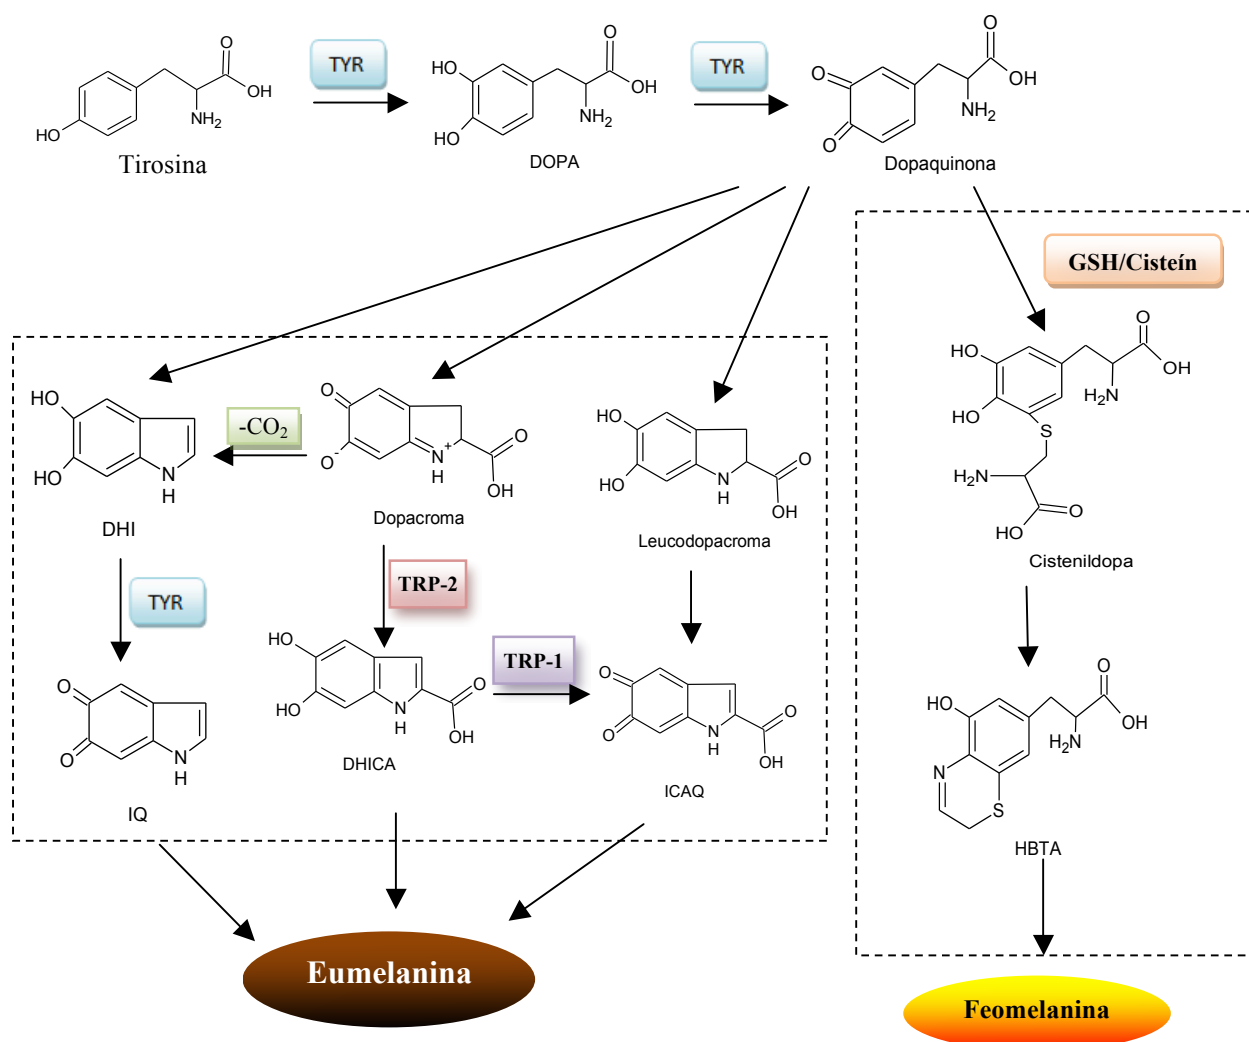 TYR
TYR
O
OH
NH₂
HO
Tirosina
O
OH
NH₂
HO
HO
DOPA
O
OH
NH₂
O
O
Dopaquinona
GSH/Cisteín
HO
HO
O
OH
H₂N
S
H₂N
HO
O
Cistenildopa
HO
HO
N
H
DHI
-CO₂
O
O⁻
N⁺
H
O
OH
Dopacroma
HO
HO
N
H
O
OH
Leucodopacroma
TYR
TRP-2
TRP-1
O
O
N
H
IQ
HO
HO
N
H
O
OH
DHICA
O
O
N
H
O
OH
ICAQ
HO
O
OH
H₂N
N
S
HBTA
Eumelanina
Feomelanina